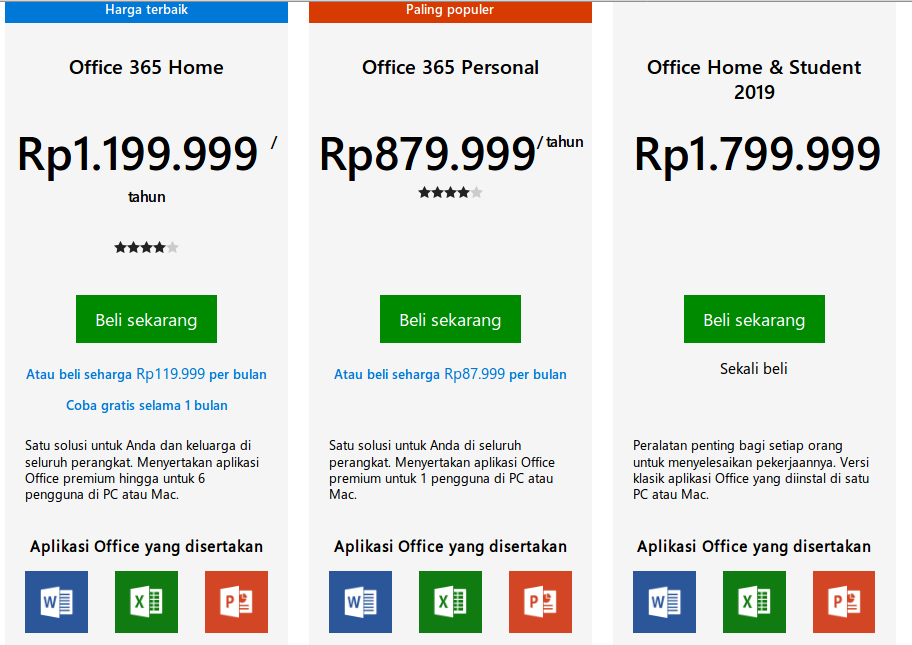 Harga terbaik
Office 365 Home
Rp1.199.999 /
tahun
Beli sekarang
Atau beli seharga Rp119.999 per bulan
Coba gratis selama 1 bulan
Satu solusi untuk Anda dan keluarga di
seluruh perangkat. Menyertakan aplikasi
Office premium hingga untuk 6
pengguna di PC atau Mac.
Aplikasi Office yang disertakan
W
X
P
Paling populer
Office 365 Personal
Rp879.999/ tahun
Beli sekarang
Atau beli seharga Rp87.999 per bulan
Satu solusi untuk Anda di seluruh
perangkat. Menyertakan aplikasi Office
premium untuk 1 pengguna di PC atau
Mac.
Aplikasi Office yang disertakan
W
X
P
Office Home & Student
2019
Rp1.799.999
Beli sekarang
Sekali beli
Peralatan penting bagi setiap orang
untuk menyelesaikan pekerjaannya. Versi
klasik aplikasi Office yang diinstal di satu
PC atau Mac.
Aplikasi Office yang disertakan
W
X
P